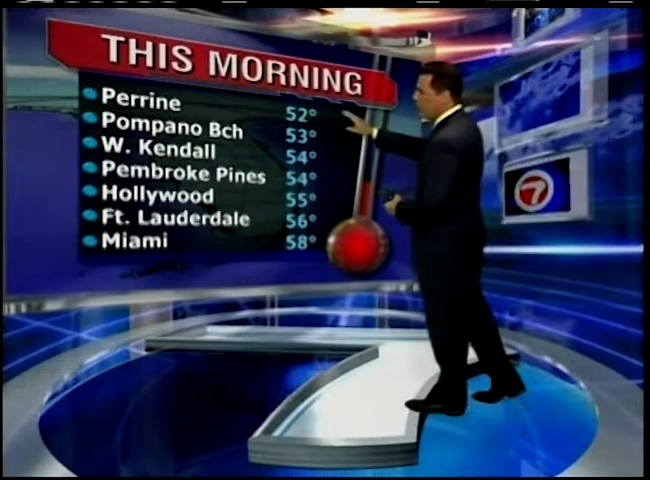 THIS MORNING
Perrine 52°
Pompano Bch 53°
W. Kendall 54°
Pembroke Pines 54°
Hollywood 55°
Ft. Lauderdale 56°
Miami 58°
7